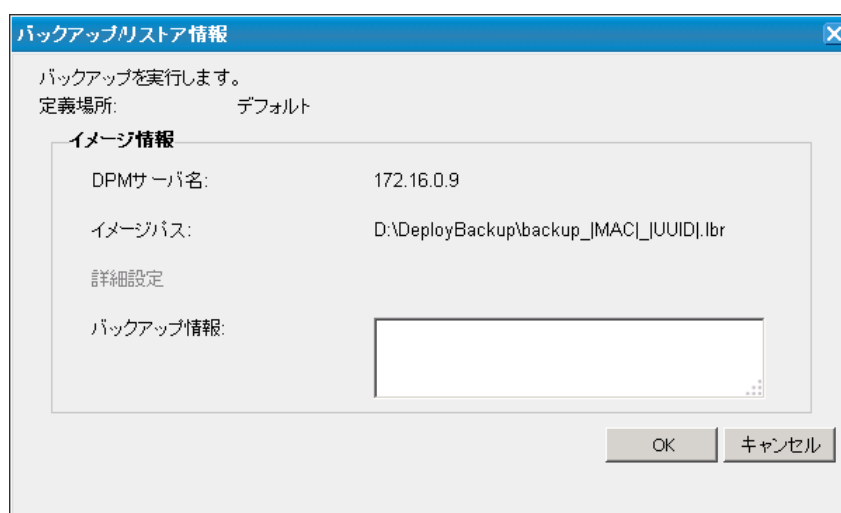 バックアップ/リストア情報
バックアップを実行します。
定義場所: デフォルト
イメージ情報
DPMサーバ名: 172.16.0.9
イメージパス: D:\DeployBackup\backup_|MAC|_|UUID|.lbr
詳細設定
バックアップ情報:
OK キャンセル